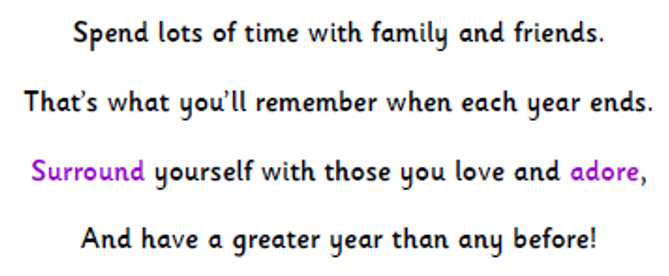 Spend lots of time with family and friends.
That's what you'll remember when each year ends.
Surround yourself with those you love and adore,
And have a greater year than any before!